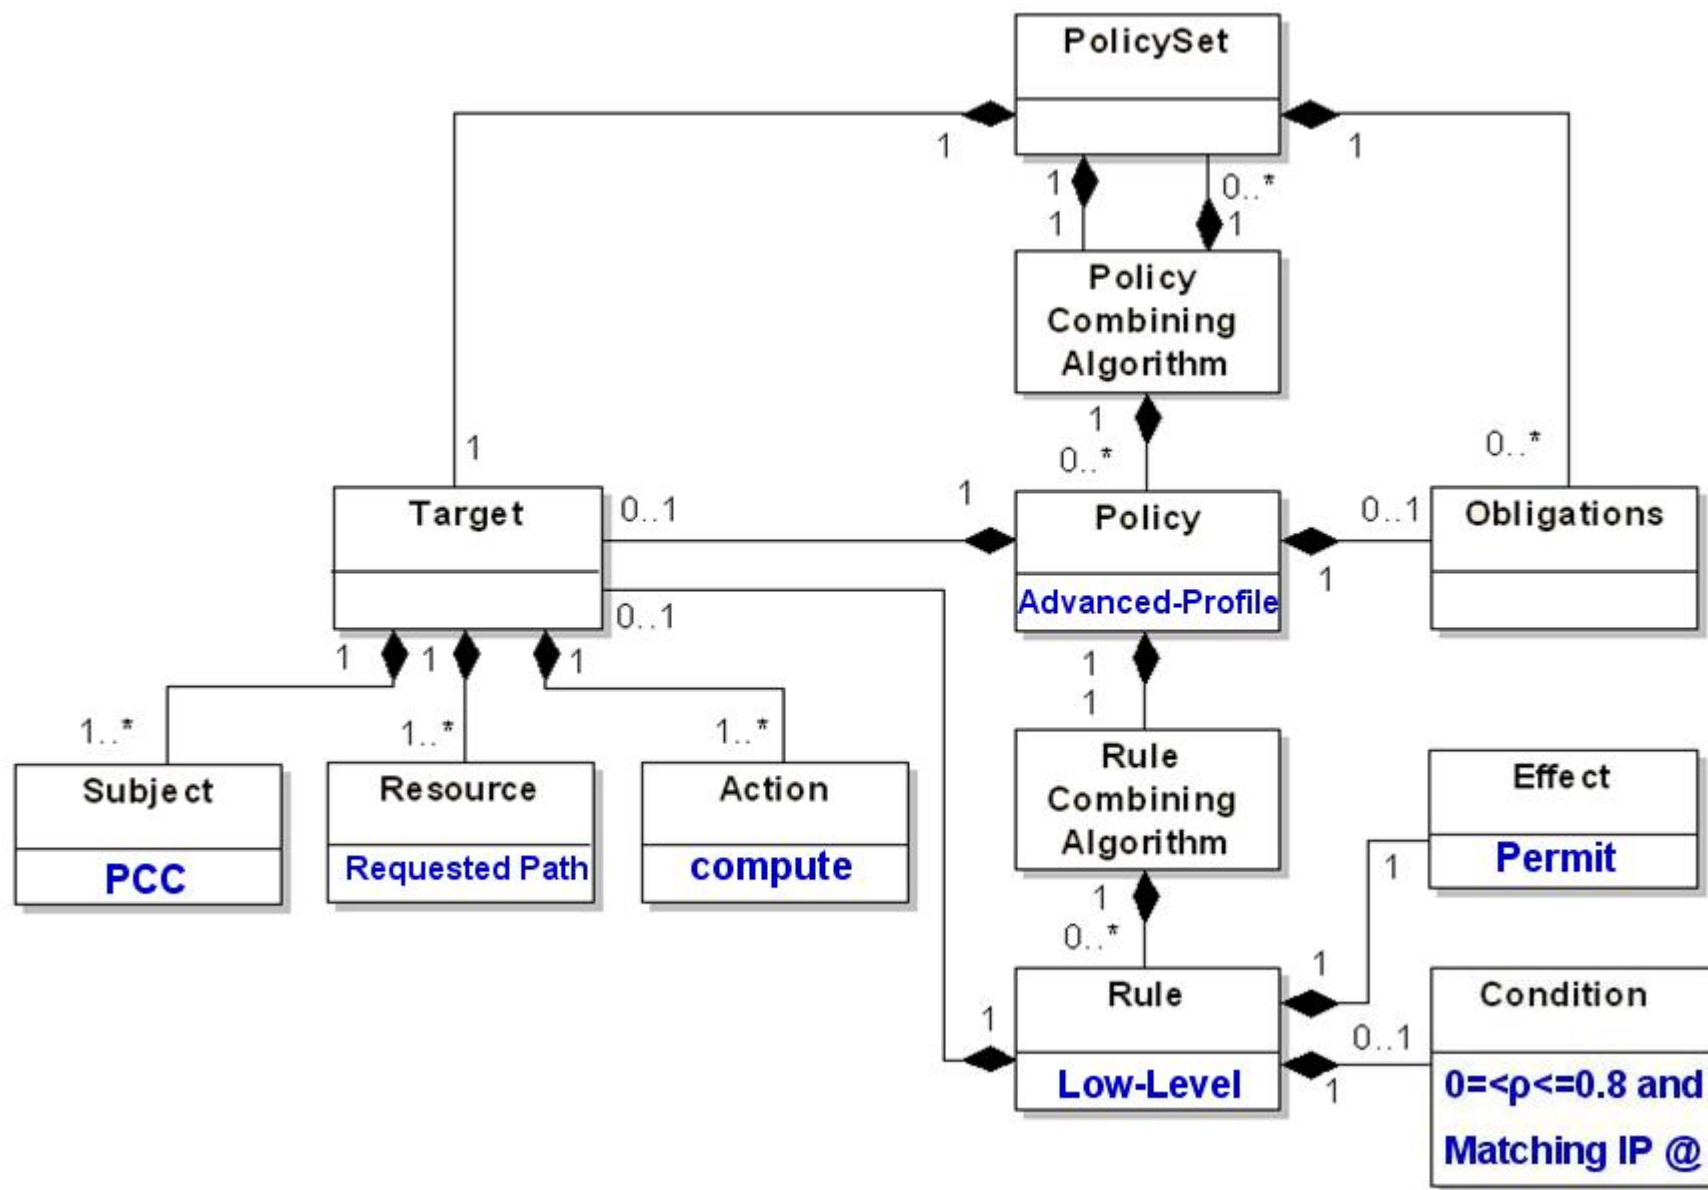 PolicySet
1
1
1
0..*
1
1
Policy
Combining
Algorithm
1
0..*
1
0..*
Target
0..1
1
Policy
0..1
Obligations
Advanced-Profile
1
0..1
1
1
1
1
1
1..*
1..*
1..*
Subject
Resource
Action
PCC
Requested Path
compute
Rule
Combining
Algorithm
Effect
Permit
1
1
0..*
1
1
Rule
Condition
0..1
1
Low-Level
0=<ρ<=0.8 and
Matching IP @